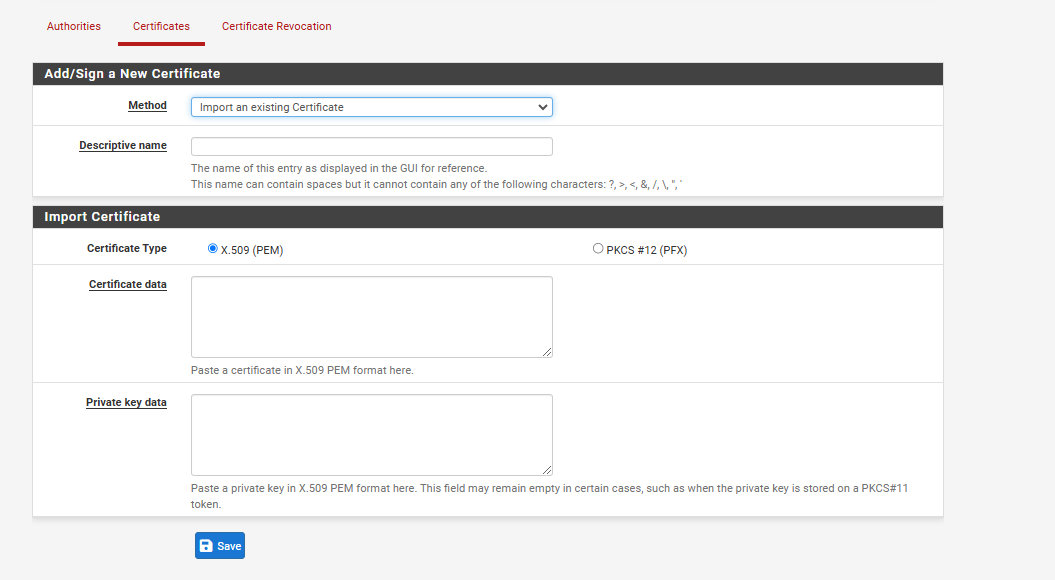 Authorities Certificates Certificate Revocation
Add/Sign a New Certificate
Method Import an existing Certificate
Descriptive name
The name of this entry as displayed in the GUI for reference.
This name can contain spaces but it cannot contain any of the following characters: ?, >, <, &, /, \, ", '
Import Certificate
Certificate Type X.509 (PEM) PKCS #12 (PFX)
Certificate data
Paste a certificate in X.509 PEM format here.
Private key data
Paste a private key in X.509 PEM format here. This field may remain empty in certain cases, such as when the private key is stored on a PKCS#11
token.
Save